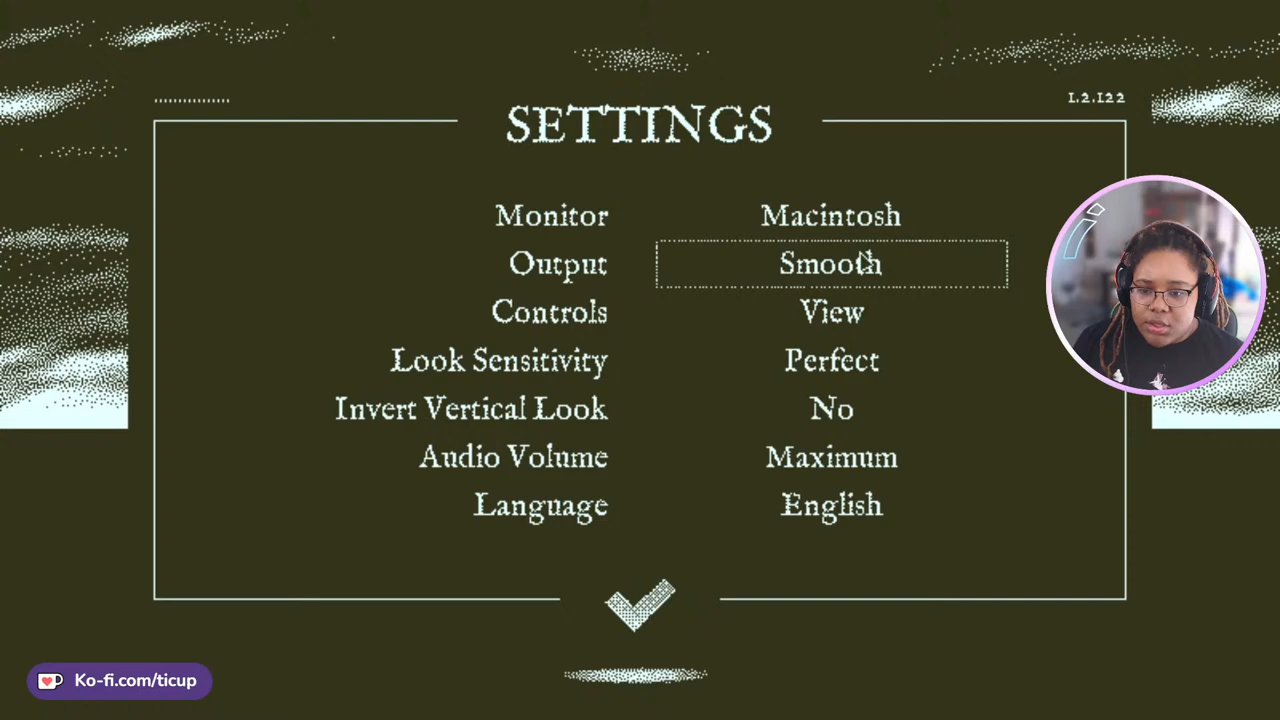 1.2.122
SETTINGS
Monitor Macintosh
Output Smooth
Controls View
Look Sensitivity Perfect
Invert Vertical Look No
Audio Volume Maximum
Language English
Ko-fi.com/ticup